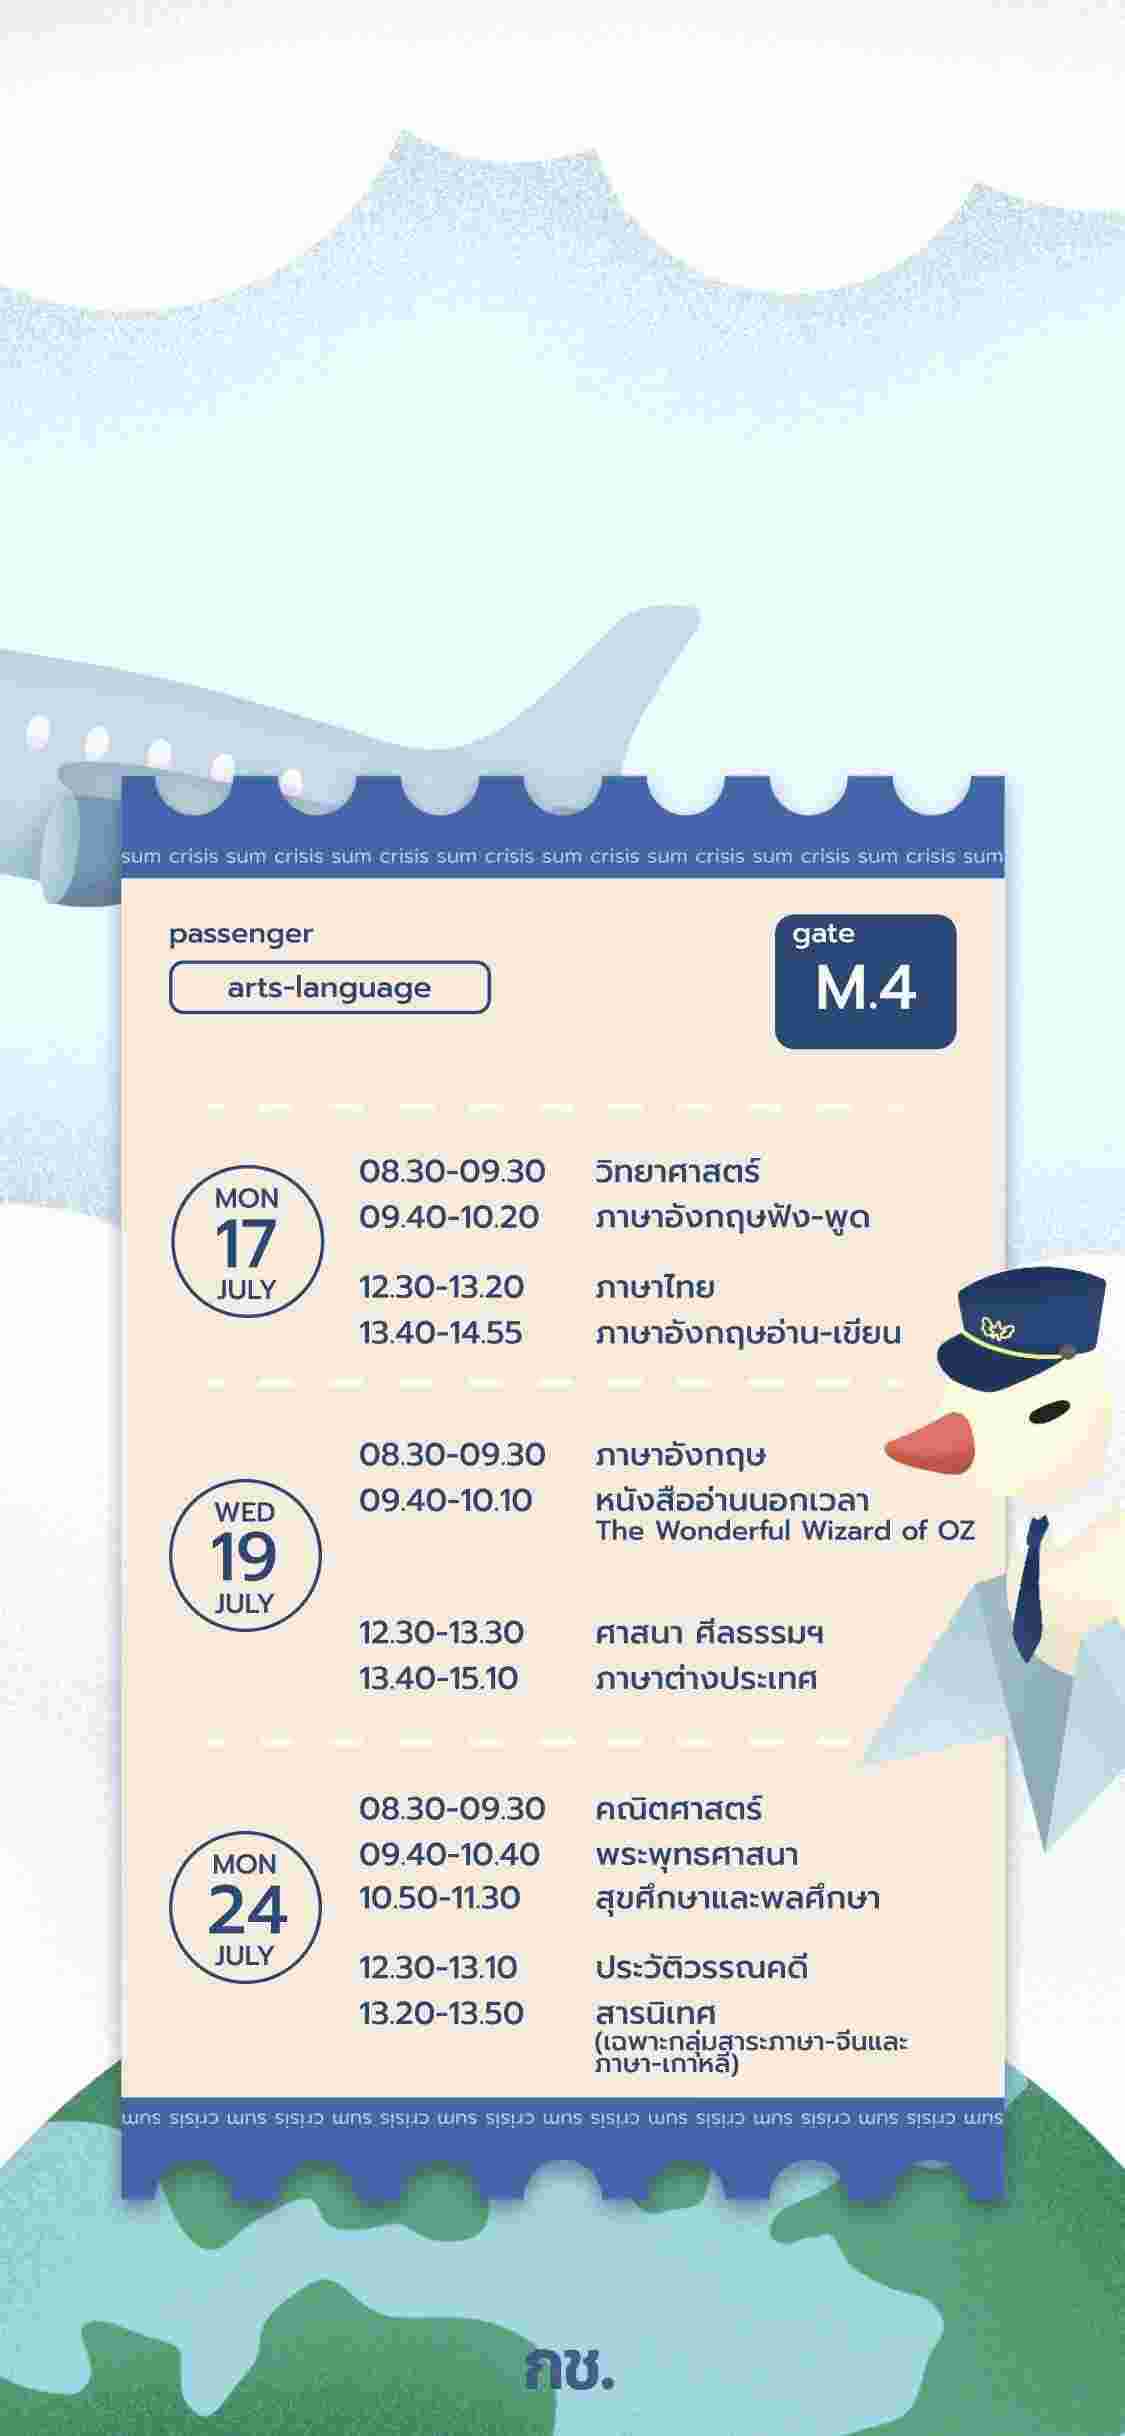 sum crisis sum crisis sum crisis sum crisis sum crisis sum crisis sum crisis sum crisis sum
passenger
gate
arts-language
M.4
MON
17
JULY
08.30-09.30 วิทยาศาสตร์
09.40-10.20 ภาษาอังกฤษฟัง-พูด
12.30-13.20 ภาษาไทย
13.40-14.55 ภาษาอังกฤษอ่าน-เขียน
WED
19
JULY
08.30-09.30 ภาษาอังกฤษ
09.40-10.10 หนังสืออ่านนอกเวลา
The Wonderful Wizard of OZ
12.30-13.30 ศาสนา ศีลธรรมฯ
13.40-15.10 ภาษาต่างประเทศ
MON
24
JULY
08.30-09.30 คณิตศาสตร์
09.40-10.40 พระพุทธศาสนา
10.50-11.30 สุขศึกษาและพลศึกษา
12.30-13.10 ประวัติวรรณคดี
13.20-13.50 สารนิเทศ
(เฉพาะกลุ่มสาระภาษา-จีนและ
ภาษา-เกาหลี)
sum crisis sum crisis sum crisis sum crisis sum crisis sum crisis sum crisis sum crisis sum
กช.